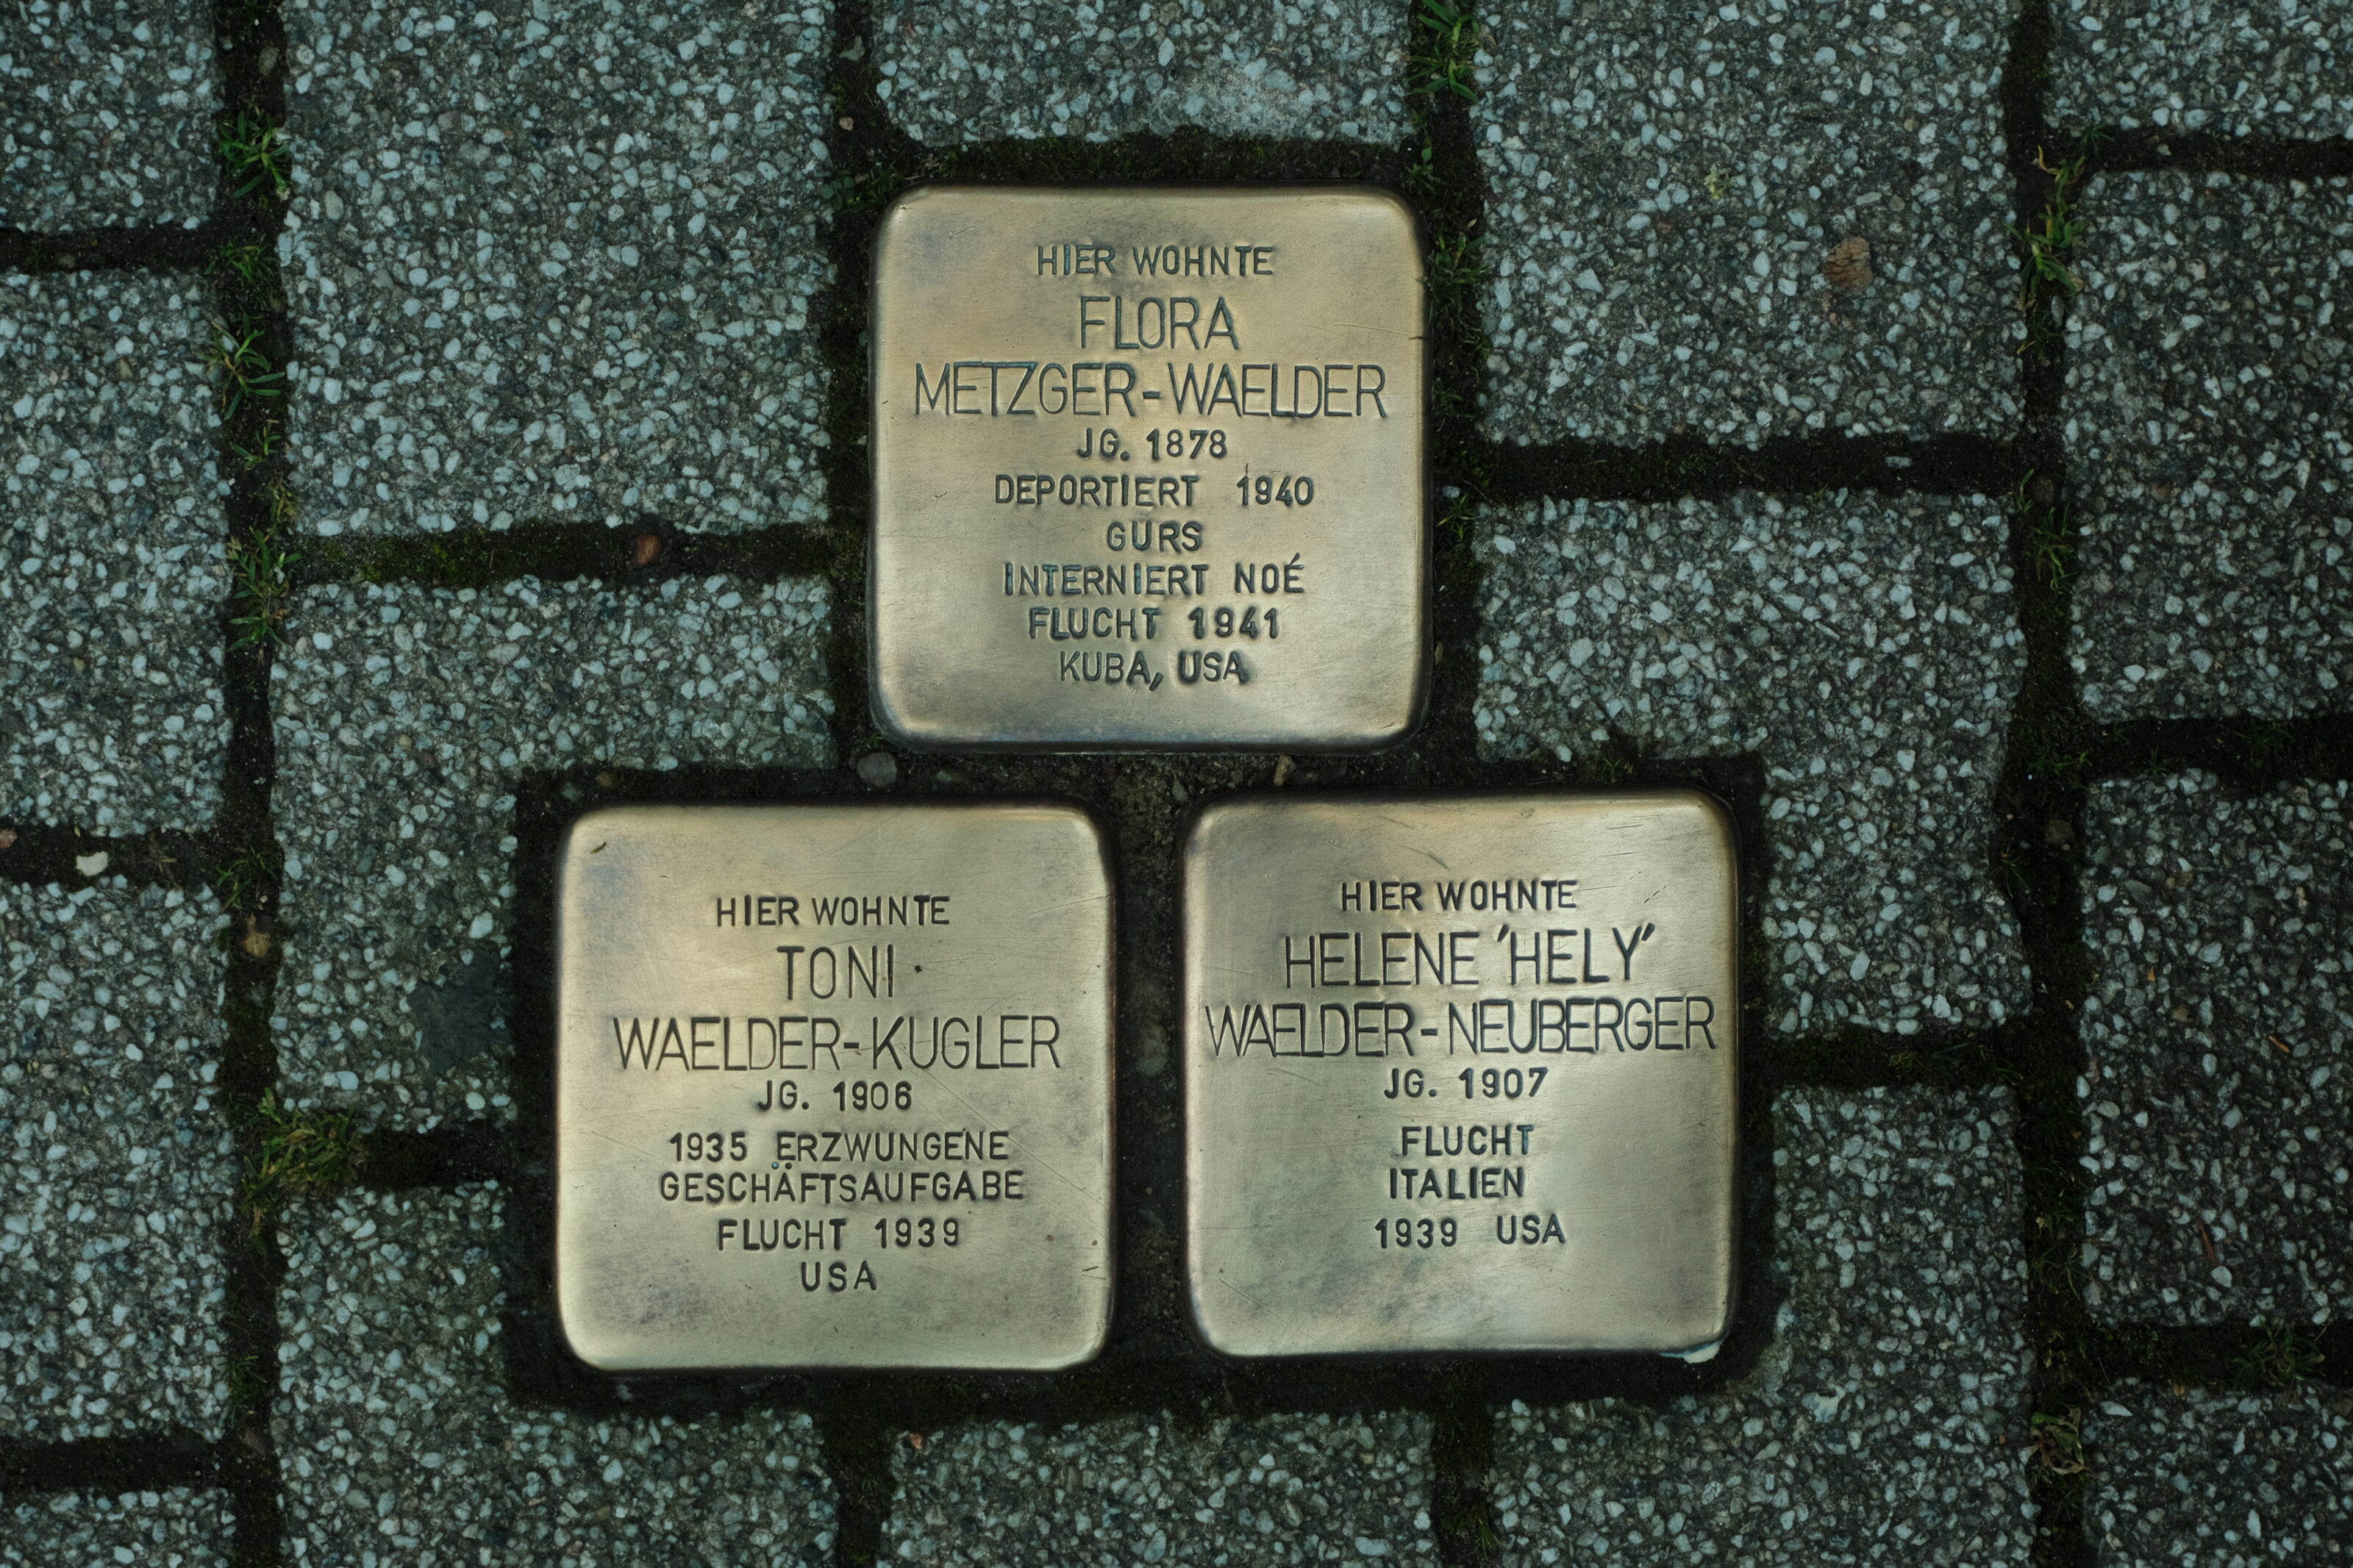 HIER WOHNTE
FLORA
METZGER-WAELDER
JG. 1878
DEPORTIERT 1940
GURS
INTERNIERT NOÉ
FLUCHT 1941
KUBA, USA
HIER WOHNTE
TONI
WAELDER-KUGLER
JG. 1906
1935 ERZWUNGENE
GESCHÄFTSAUFGABE
FLUCHT 1939
USA
HIER WOHNTE
HELENE 'HELY'
WAELDER-NEUBERGER
JG. 1907
FLUCHT
ITALIEN
1939 USA